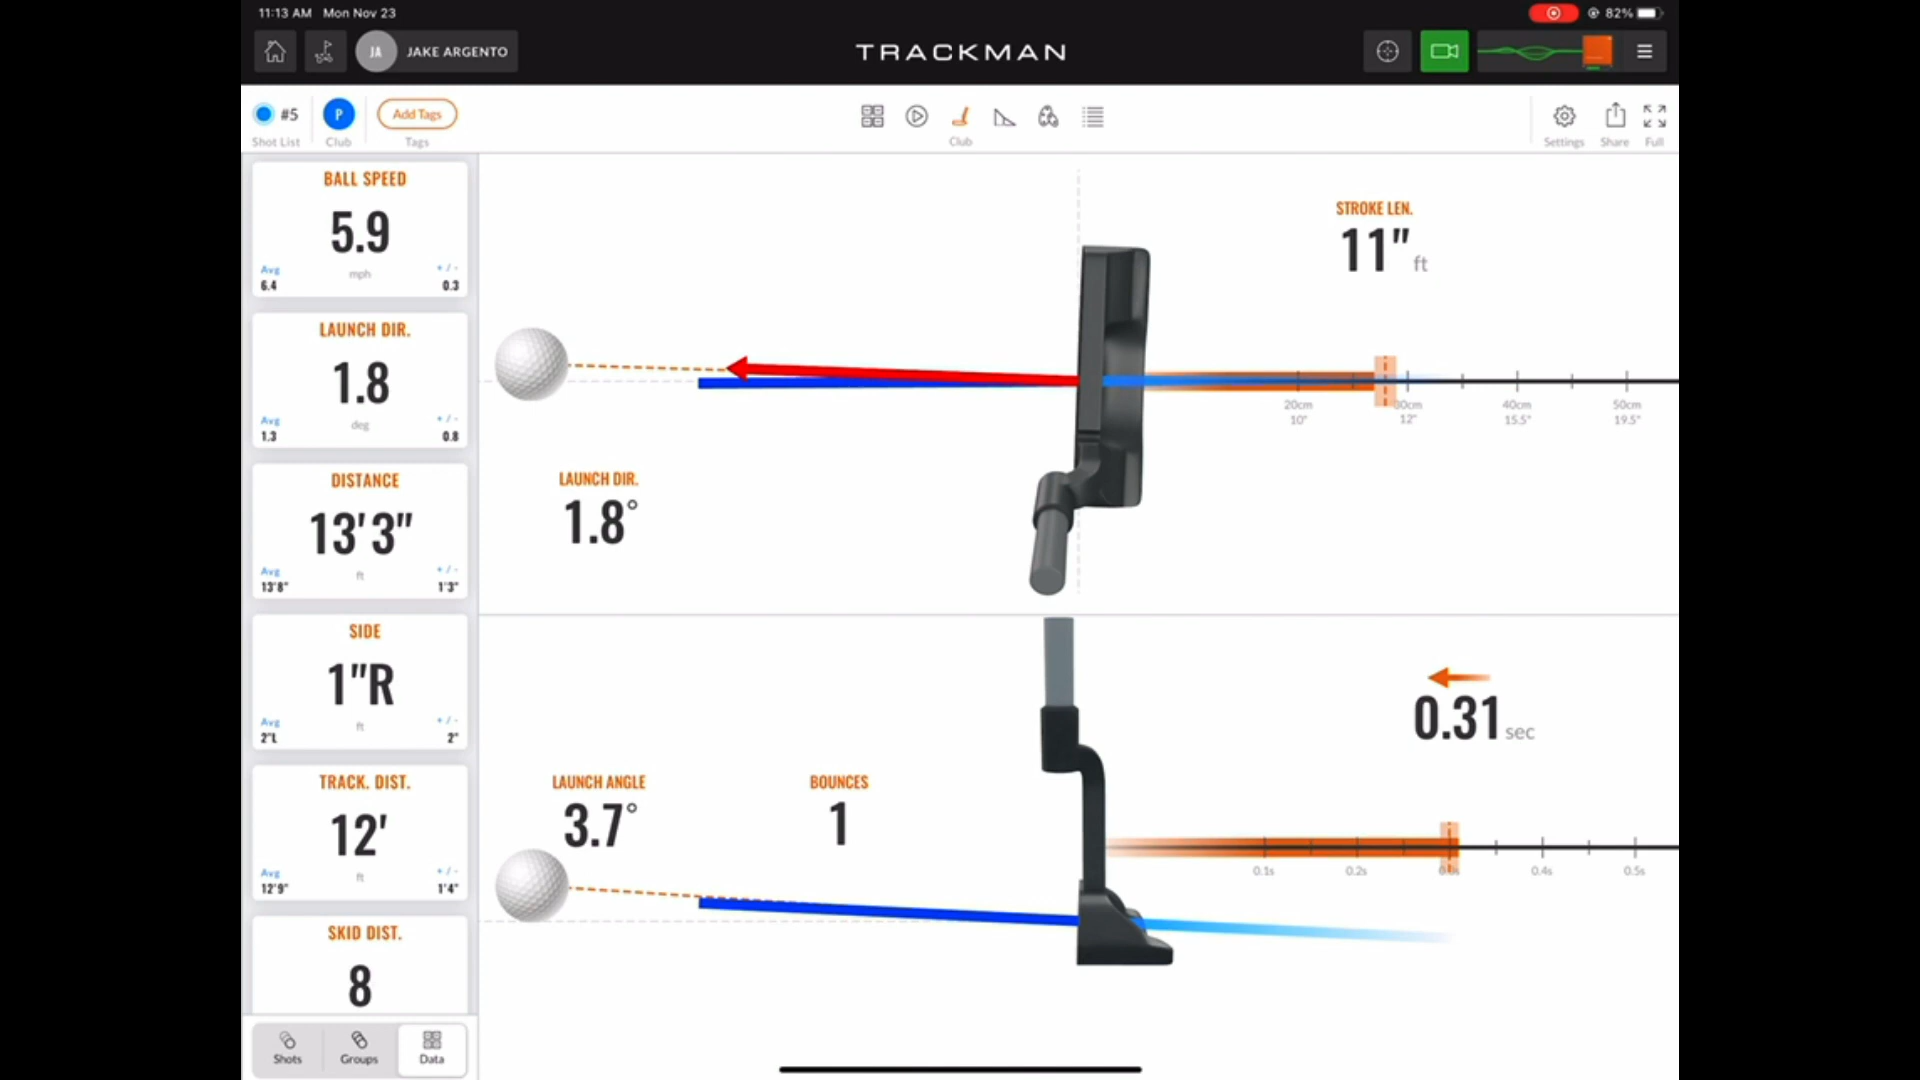 11:13 AM Mon Nov 23
82%
JA JAKE ARGENTO
TRACKMAN
#5
P
Add Tags
Shot List
Club
Tags
Club
Settings
Share
Full
BALL SPEED
5.9
mph
Avg
6.4
+ / -
0.3
LAUNCH DIR.
1.8
deg
Avg
1.3
+ / -
0.8
DISTANCE
13'3"
ft
Avg
13'8"
+ / -
1'3"
SIDE
1"R
ft
Avg
2"L
+ / -
2"
TRACK. DIST.
12'
ft
Avg
12'9"
+ / -
1'4"
SKID DIST.
8
Shots
Groups
Data
STROKE LEN.
11" ft
20cm
10"
30cm
12"
40cm
15.5"
50cm
19.5"
LAUNCH DIR.
1.8°
0.31 sec
LAUNCH ANGLE
3.7°
BOUNCES
1
0.1s
0.2s
0.3s
0.4s
0.5s